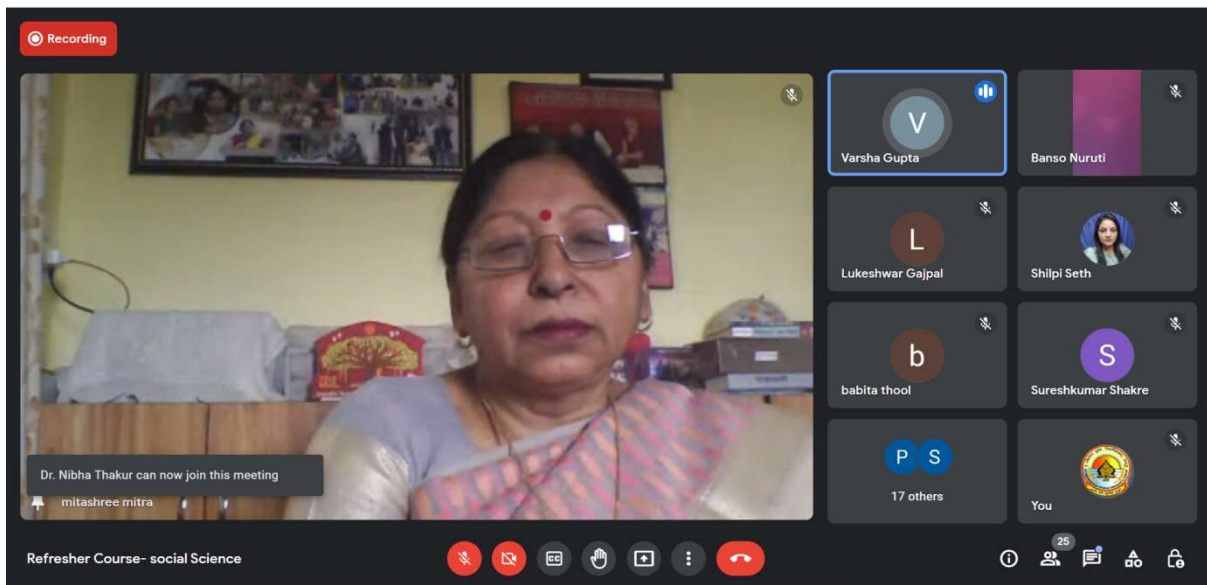 Recording
V
Varsha Gupta
Banso Nuruti
L
Lukeshwar Gajpal
Shilpi Seth
b
babita thool
S
Sureshkumar Shakre
P S
17 others
You
Dr. Nibha Thakur can now join this meeting
mitashree mitra
Refresher Course- social Science
CC
25